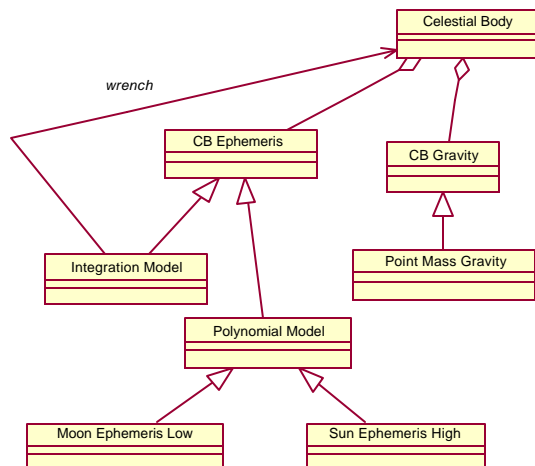 Celestial Body
wrench
CB Ephemeris
CB Gravity
Integration Model
Point Mass Gravity
Polynomial Model
Moon Ephemeris Low
Sun Ephemeris High